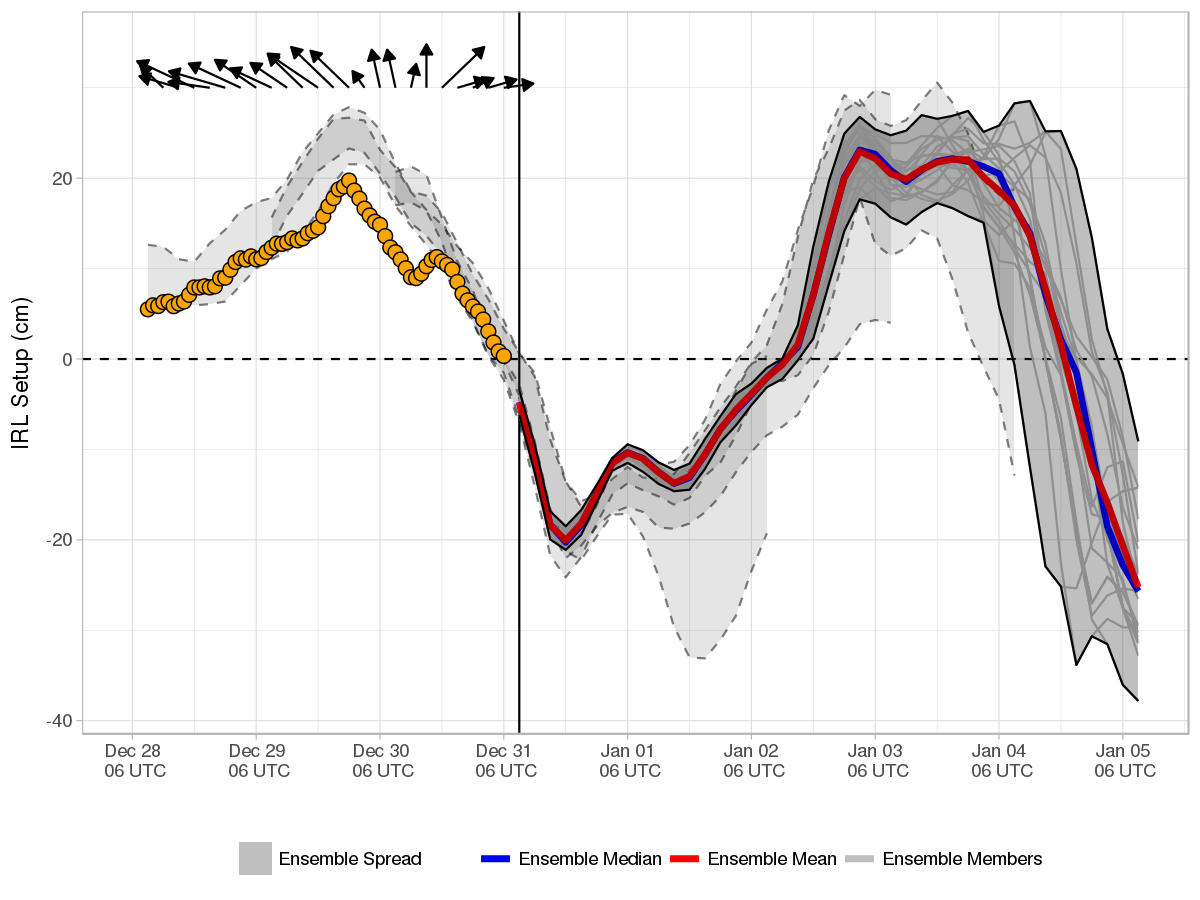 IRL Setup (cm)
20
0
-20
-40
Dec 28
06 UTC
Dec 29
06 UTC
Dec 30
06 UTC
Dec 31
06 UTC
Jan 01
06 UTC
Jan 02
06 UTC
Jan 03
06 UTC
Jan 04
06 UTC
Jan 05
06 UTC
Ensemble Spread
Ensemble Median
Ensemble Mean
Ensemble Members